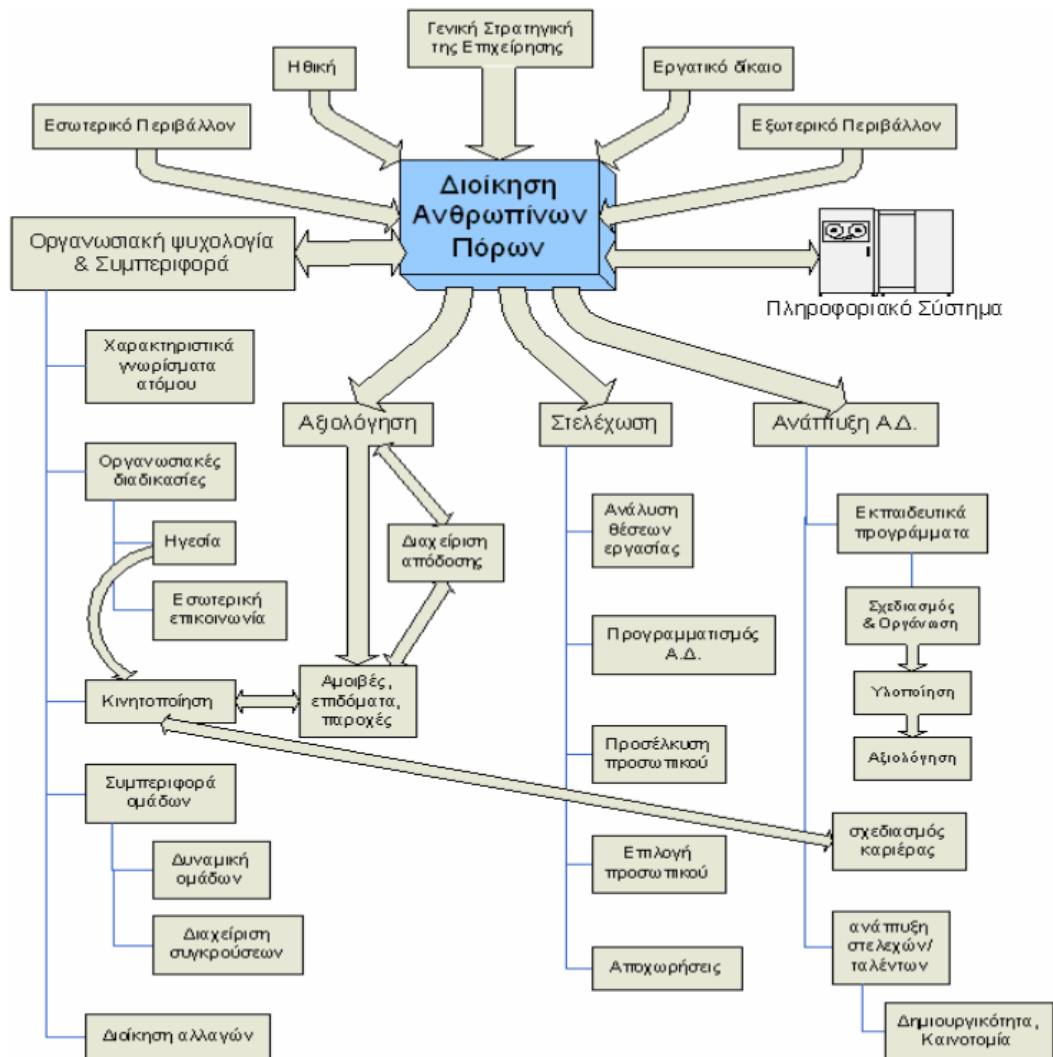 Γενική Στρατηγική
της Επιχείρησης
Ηθική
Εργατικό δίκαιο
Εσωτερικό Περιβάλλον
Εξωτερικό Περιβάλλον
Διοίκηση
Ανθρωπίνων
Πόρων
Οργανωσιακή ψυχολογία
& Συμπεριφορά
Πληροφοριακό Σύστημα
Χαρακτηριστικά
γνωρίσματα
ατόμου
Οργανωσιακές
διαδικασίες
Ηγεσία
Εσωτερική
επικοινωνία
Κινητοποίηση
Συμπεριφορά
ομάδων
Δυναμική
ομάδων
Διαχείριση
συγκρούσεων
Διοίκηση αλλαγών
Αξιολόγηση
Διαχείριση
απόδοσης
Αμοιβές,
επιδόματα,
παροχές
Στελέχωση
Ανάλυση
θέσεων
εργασίας
Προγραμματισμός
Α.Δ.
Προσέλκυση
προσωπικού
Επιλογή
προσωπικού
Αποχωρήσεις
Ανάπτυξη Α.Δ.
Εκπαιδευτικά
προγράμματα
Σχεδιασμός
& Οργάνωση
Υλοποίηση
Αξιολόγηση
σχεδιασμός
καριέρας
ανάπτυξη
στελεχών/
ταλέντων
Δημιουργικότητα,
Καινοτομία